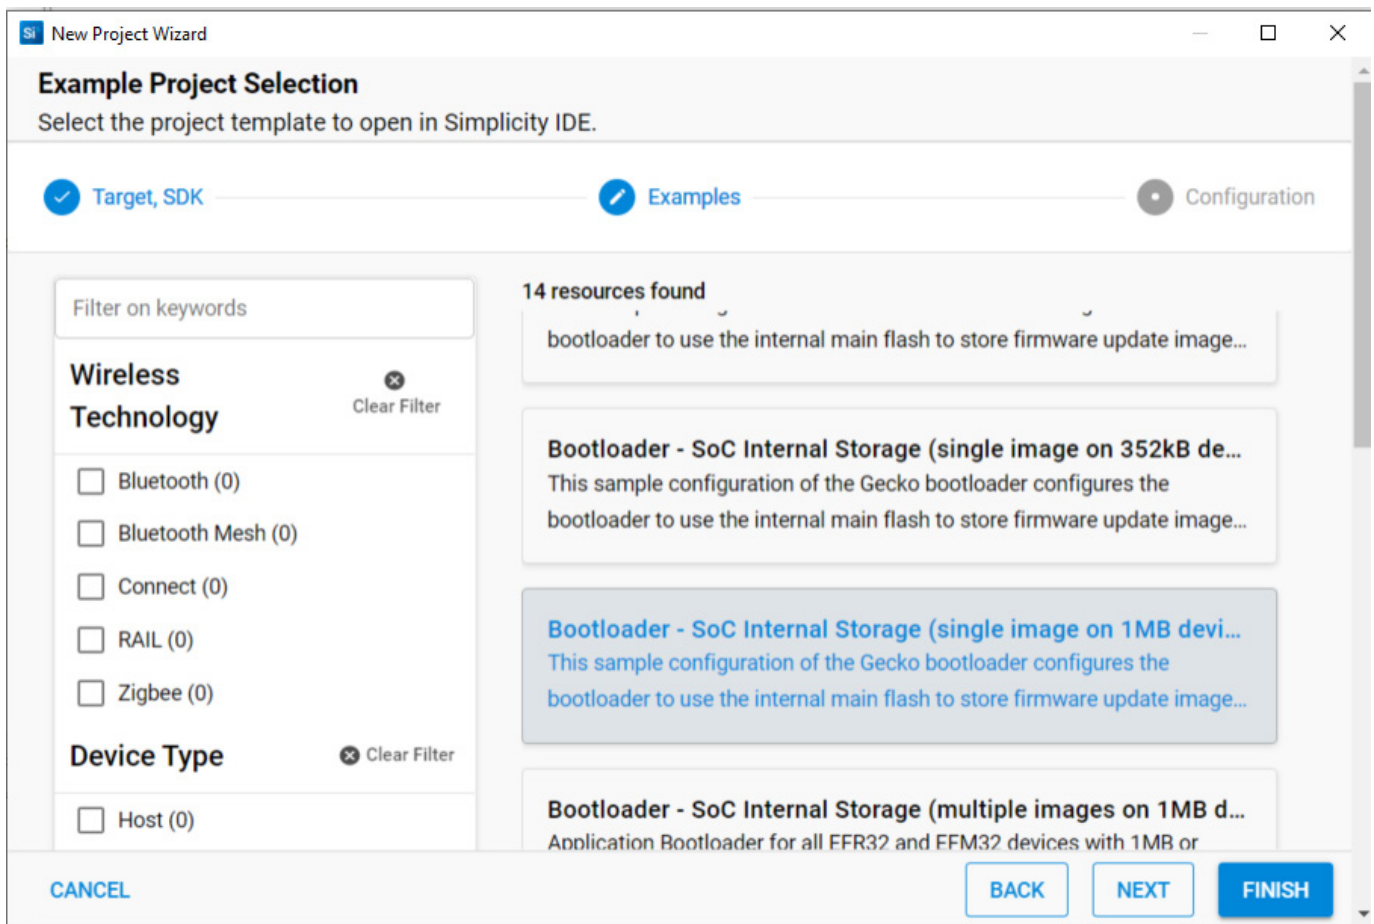 Si New Project Wizard
Example Project Selection
Select the project template to open in Simplicity IDE.
Target, SDK
Examples
Configuration
Filter on keywords
Wireless
Technology
Clear Filter
Bluetooth (0)
Bluetooth Mesh (0)
Connect (0)
RAIL (0)
Zigbee (0)
Device Type
Clear Filter
Host (0)
14 resources found
bootloader to use the internal main flash to store firmware update image...
Bootloader - SoC Internal Storage (single image on 352kB de...
This sample configuration of the Gecko bootloader configures the
bootloader to use the internal main flash to store firmware update image...
Bootloader - SoC Internal Storage (single image on 1MB devi...
This sample configuration of the Gecko bootloader configures the
bootloader to use the internal main flash to store firmware update image...
Bootloader - SoC Internal Storage (multiple images on 1MB d...
Application Bootloader for all EFR32 and EFM32 devices with 1MB or
CANCEL
BACK
NEXT
FINISH